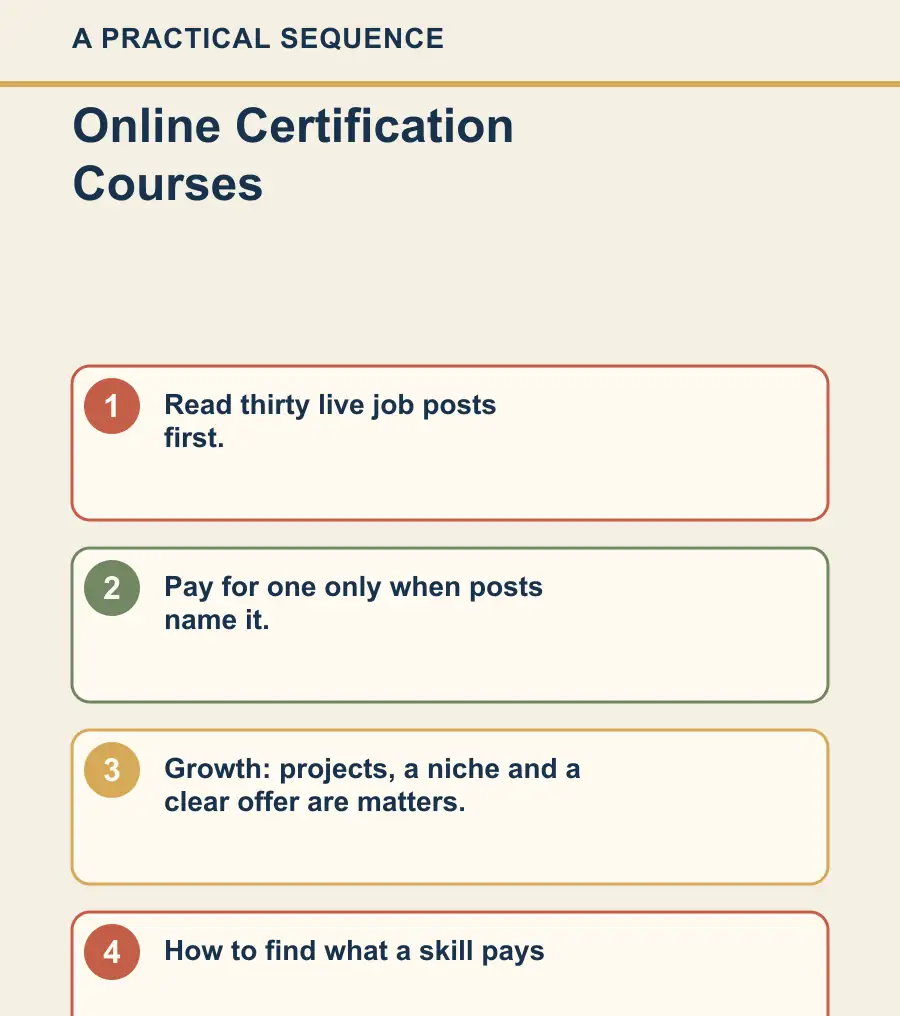 A PRACTICAL SEQUENCE
Online Certification
Courses
1
Read thirty live job posts
first.
2
Pay for one only when posts
name it.
3
Growth: projects, a niche and a
clear offer are matters.
4
How to find what a skill pays